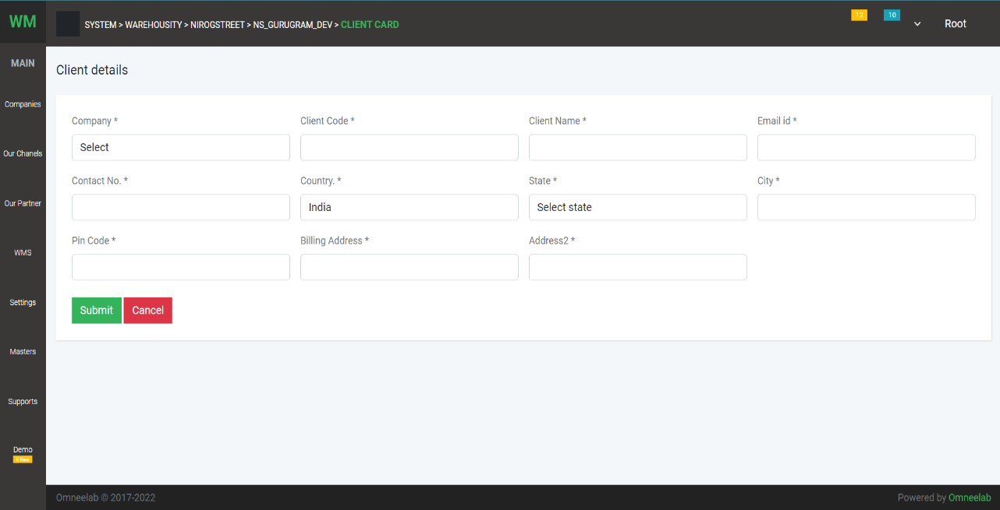 WM
SYSTEM > WAREHOUSITY > NIROGSTREET > NS_GURUGRAM_DEV > CLIENT CARD
12
10
Root
MAIN
Companies
Our Chanels
Our Partner
WMS
Settings
Masters
Supports
Demo
5 New
Client details
Company *
Client Code *
Client Name *
Email id *
Select
Contact No. *
Country. *
State *
City *
India
Select state
Pin Code *
Billing Address *
Address2 *
Submit
Cancel
Omneelab © 2017-2022
Powered by Omneelab